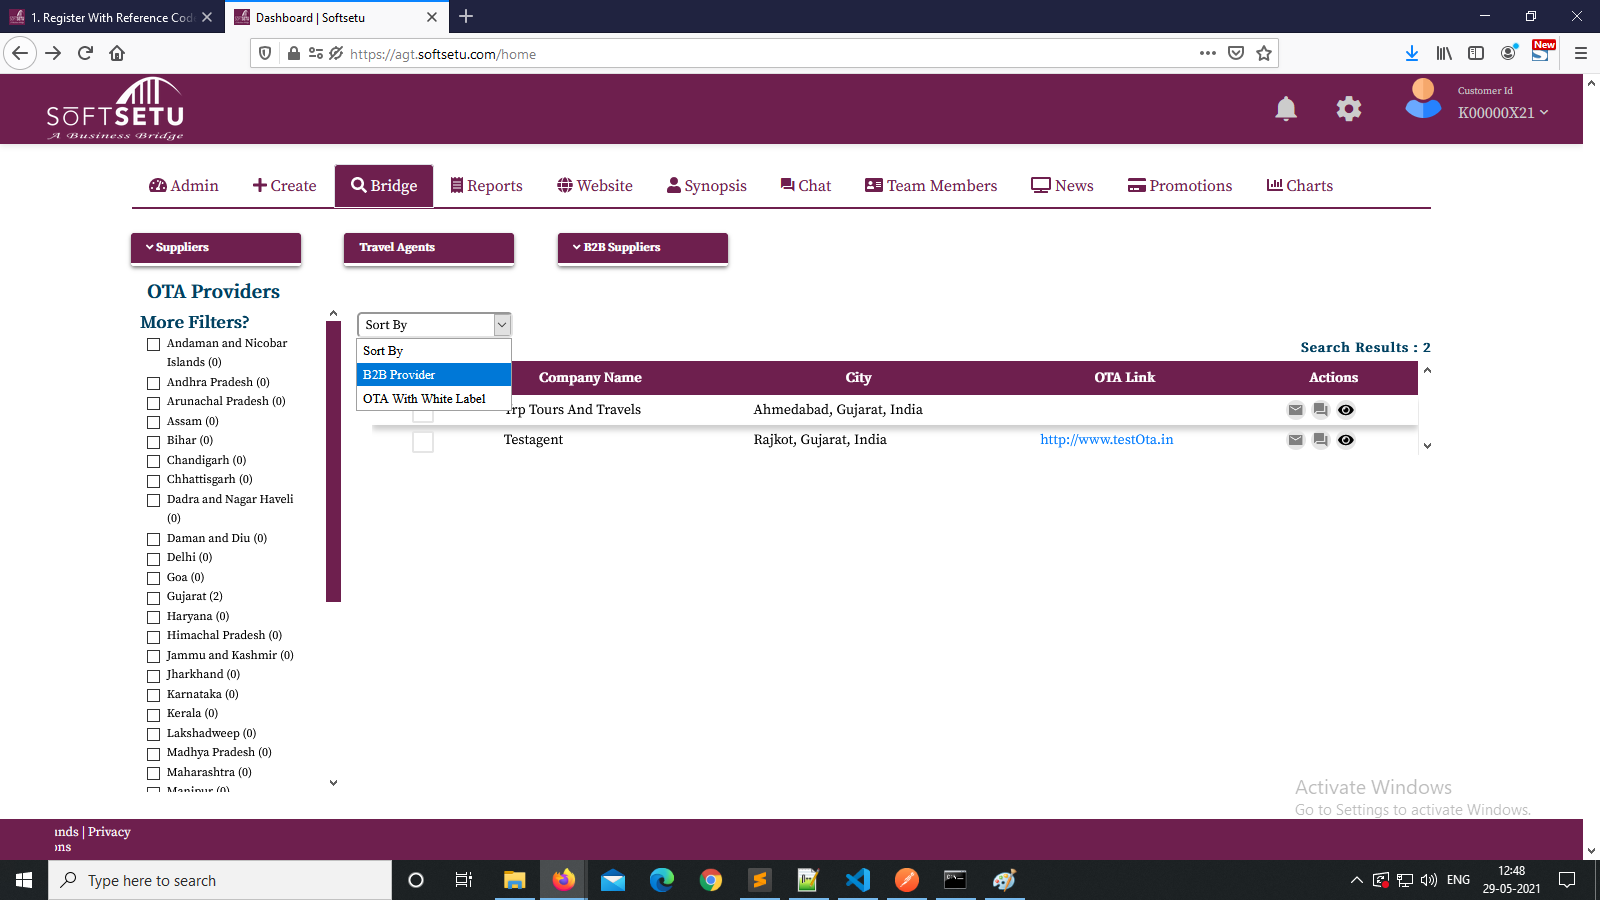 1. Register With Reference Cod
Dashboard | Softsetu
https://agt.softsetu.com/home
New
SOFTSETU
A Business Bridge
Customer Id
K00000X21
Admin
Create
Bridge
Reports
Website
Synopsis
Chat
Team Members
News
Promotions
Charts
Suppliers
Travel Agents
B2B Suppliers
OTA Providers
More Filters?
Andaman and Nicobar
Islands (0)
Andhra Pradesh (0)
Arunachal Pradesh (0)
Assam (0)
Bihar (0)
Chandigarh (0)
Chhattisgarh (0)
Dadra and Nagar Haveli
(0)
Daman and Diu (0)
Delhi (0)
Goa (0)
Gujarat (2)
Haryana (0)
Himachal Pradesh (0)
Jammu and Kashmir (0)
Jharkhand (0)
Karnataka (0)
Kerala (0)
Lakshadweep (0)
Madhya Pradesh (0)
Maharashtra (0)
Manipur (0)
Sort By
Sort By
B2B Provider
OTA With White Label
Search Results : 2
Company Name City OTA Link Actions
Trp Tours And Travels Ahmedabad, Gujarat, India
Testagent Rajkot, Gujarat, India http://www.testOta.in
Activate Windows
Go to Settings to activate Windows.
unds | Privacy
ons
Type here to search
ENG
12:48
29-05-2021